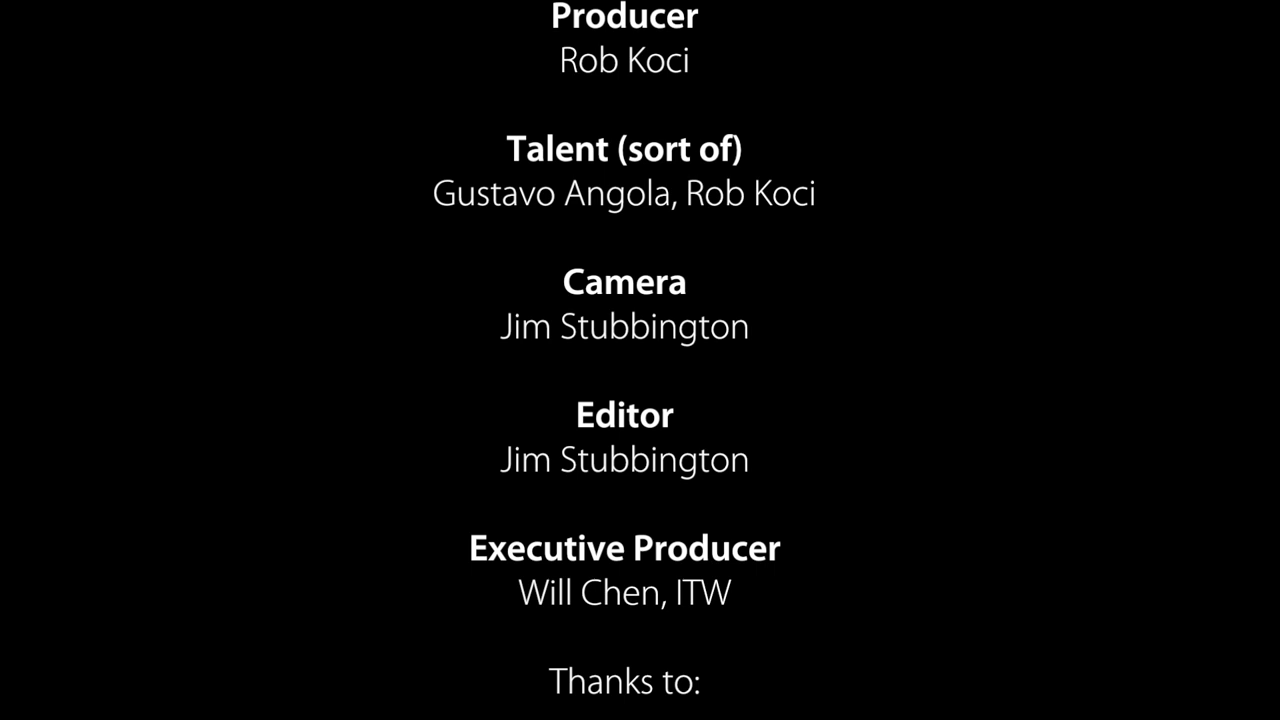 Producer
Rob Koci
Talent (sort of)
Gustavo Angola, Rob Koci
Camera
Jim Stubbington
Editor
Jim Stubbington
Executive Producer
Will Chen, ITW
Thanks to: